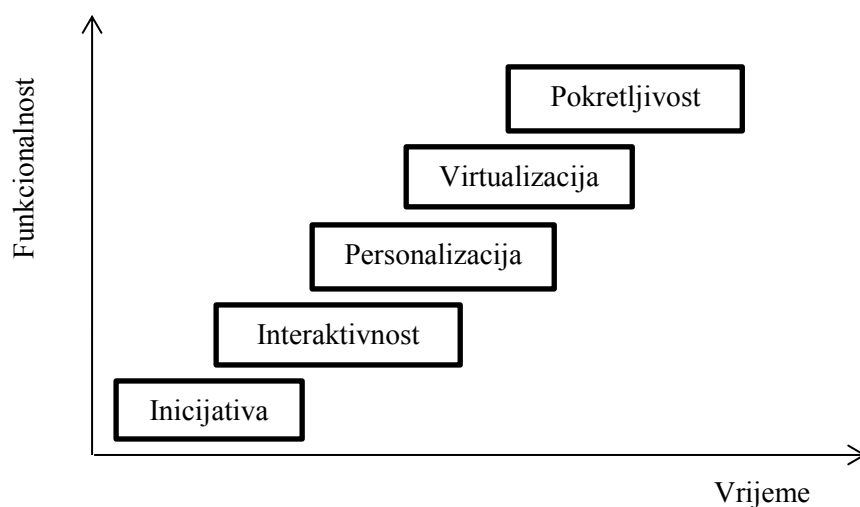 Funkcionalnost
Pokretljivost
Virtualizacija
Personalizacija
Interaktivnost
Inicijativa
Vrijeme